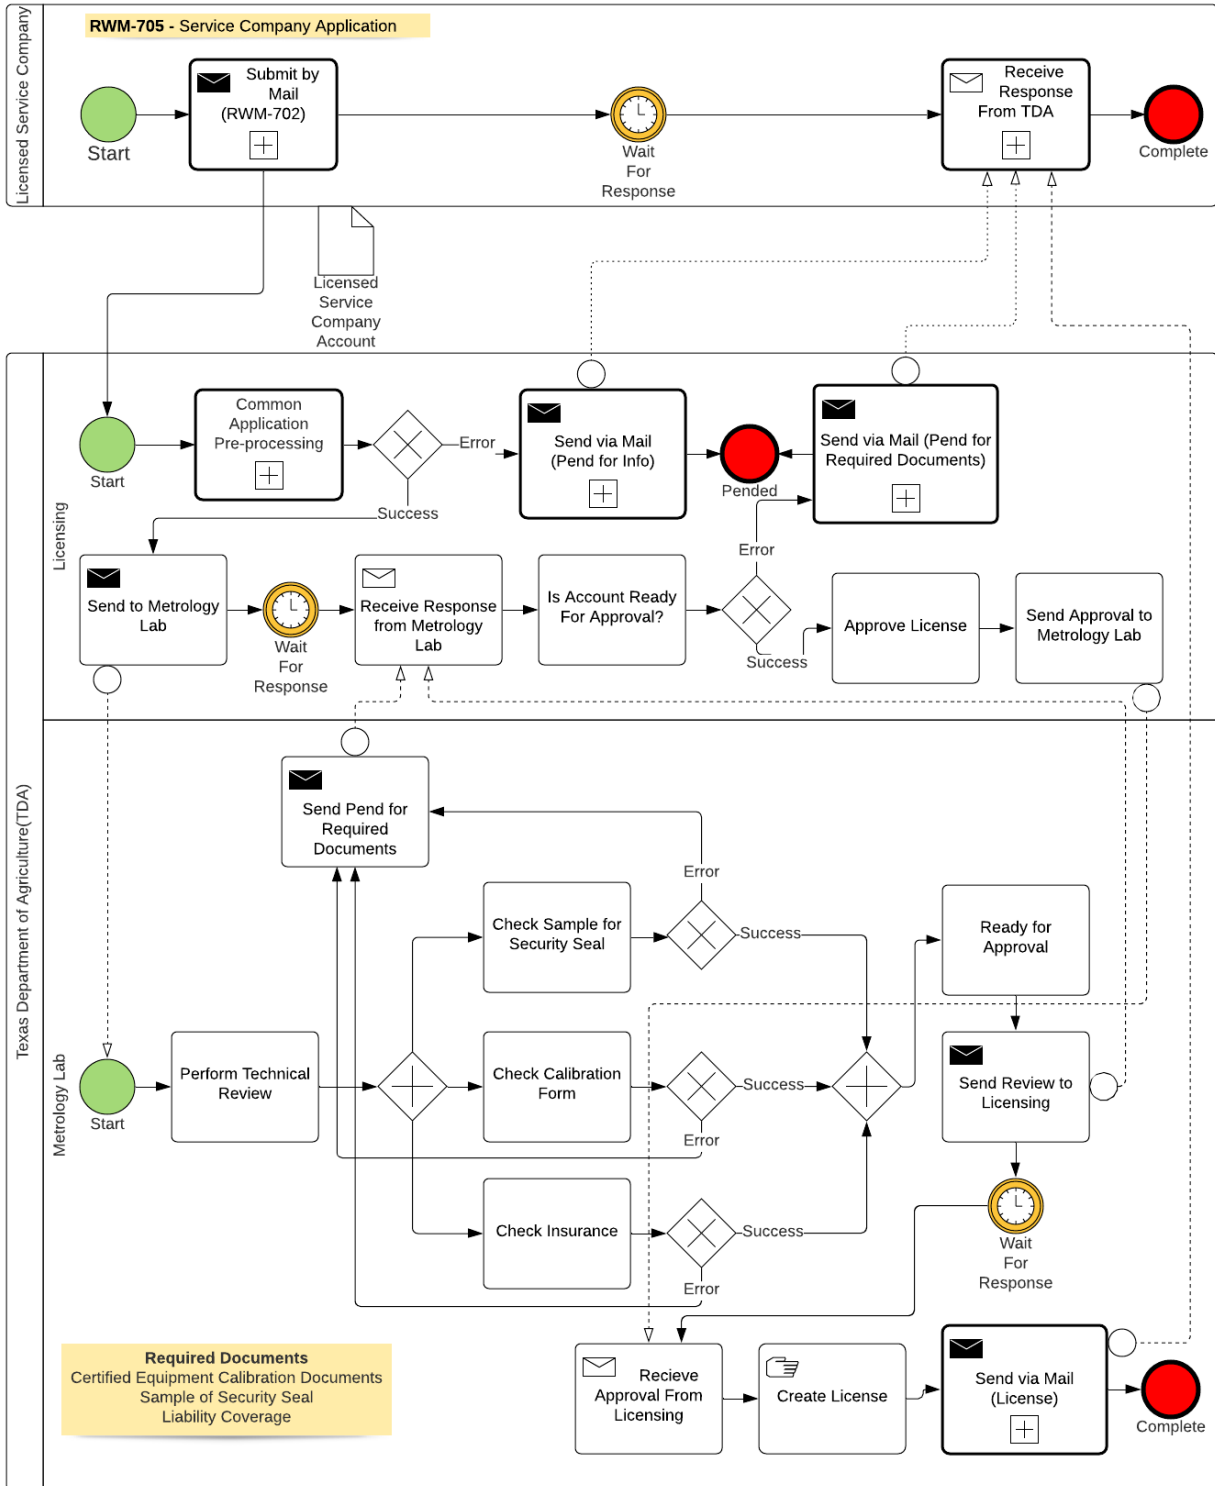 RWM-705 - Service Company Application
Licensed Service Company
Start
Submit by
Mail
(RWM-702)
Wait
For
Response
Receive
Response
From TDA
Complete
Licensed
Service
Company
Account
Texas Department of Agriculture(TDA)
Licensing
Start
Common
Application
Pre-processing
Error
Success
Send via Mail
(Pend for Info)
Pended
Send via Mail (Pend for
Required Documents)
Send to Metrology
Lab
Wait
For
Response
Receive Response
from Metrology
Lab
Is Account Ready
For Approval?
Error
Success
Approve License
Send Approval to
Metrology Lab
Metrology Lab
Send Pend for
Required
Documents
Error
Check Sample for
Security Seal
Success
Ready for
Approval
Start
Perform Technical
Review
Check Calibration
Form
Success
Error
Send Review to
Licensing
Check Insurance
Success
Error
Wait
For
Response
Required Documents
Certified Equipment Calibration Documents
Sample of Security Seal
Liability Coverage
Recieve
Approval From
Licensing
Create License
Send via Mail
(License)
Complete